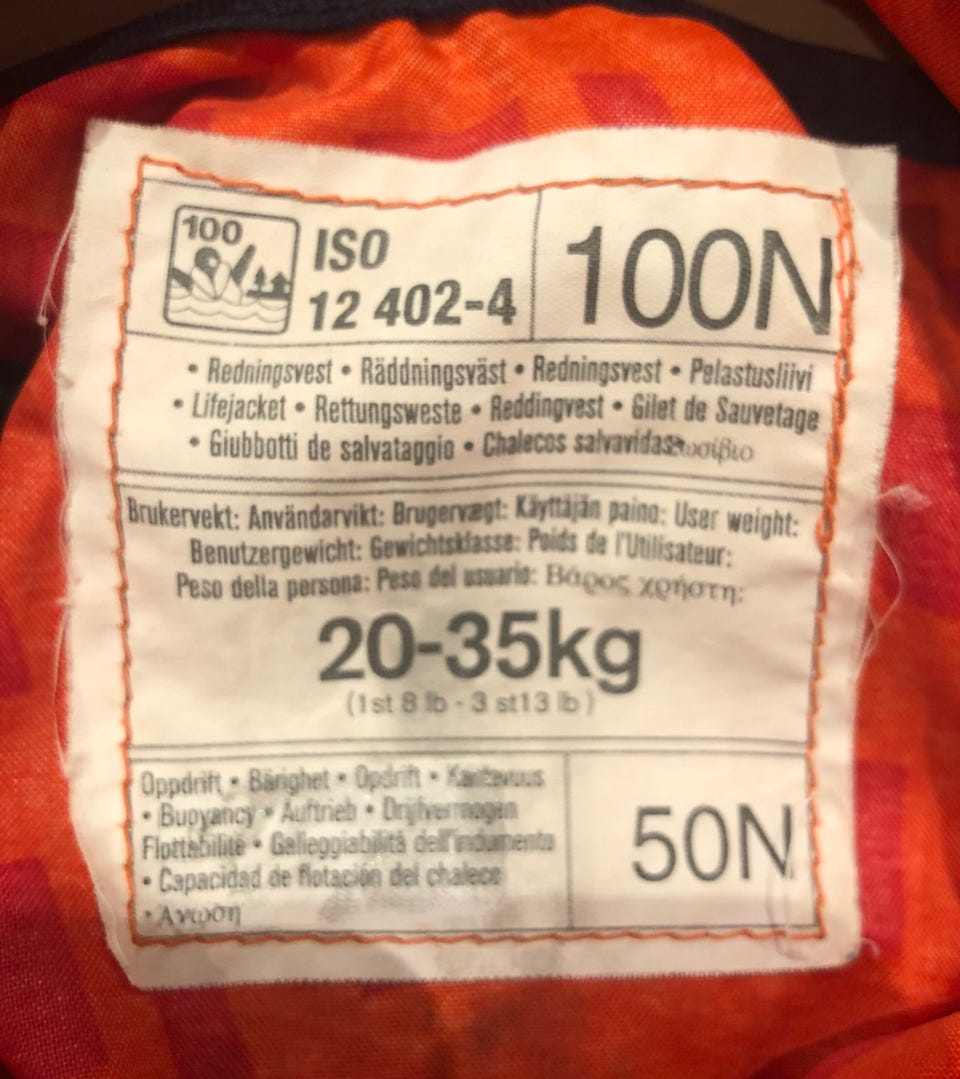 100
ISO
12 402-4
100N
• Redningsvest • Räddningsväst • Redningsvest • Pelastusliivi
• Lifejacket • Rettungsweste • Reddingvest • Gilet de Sauvetage
• Giubbotti de salvataggio • Chalecos salvavidas
Brukervekt: Användarvikt: Brugervægt: Käyttäjän paino: User weight:
Benutzergewicht: Gewichtsklasse: Poids de l'Utilisateur:
Peso della persona: Peso del usuario: Βάρος χρήστη:
20-35kg
(1st 8 lb - 3 st13 lb)
Oppdrift • Bärighet • Opdrift • Kantavuus
• Buoyancy • Auftrieb • Drijfvermogen
Flottabilité • Galleggiabilità dell'indumento
• Capacidad de flotación del chaleco
• Άνωση
50N